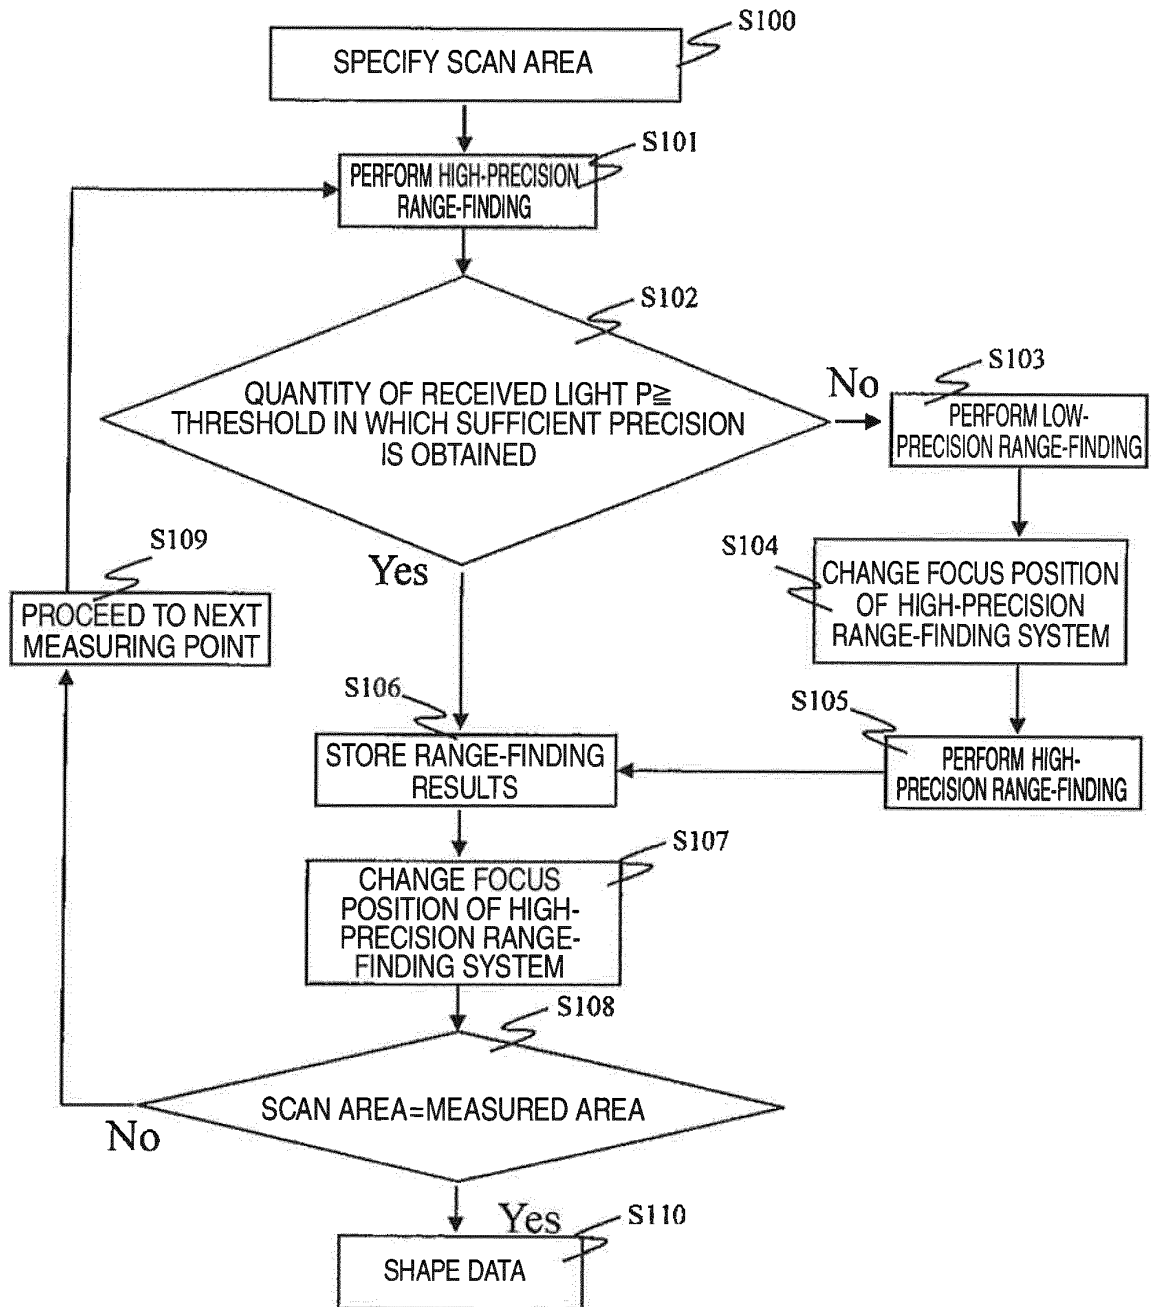 S100
SPECIFY SCAN AREA
S101
PERFORM HIGH-PRECISION
RANGE-FINDING
S102
QUANTITY OF RECEIVED LIGHT P≧
THRESHOLD IN WHICH SUFFICIENT PRECISION
IS OBTAINED
No
S103
PERFORM LOW-
PRECISION RANGE-FINDING
Yes
S104
CHANGE FOCUS POSITION
OF HIGH-PRECISION
RANGE-FINDING SYSTEM
S109
PROCEED TO NEXT
MEASURING POINT
S105
PERFORM HIGH-
PRECISION RANGE-FINDING
S106
STORE RANGE-FINDING
RESULTS
S107
CHANGE FOCUS
POSITION OF HIGH-
PRECISION RANGE-
FINDING SYSTEM
S108
SCAN AREA=MEASURED AREA
No
Yes
S110
SHAPE DATA